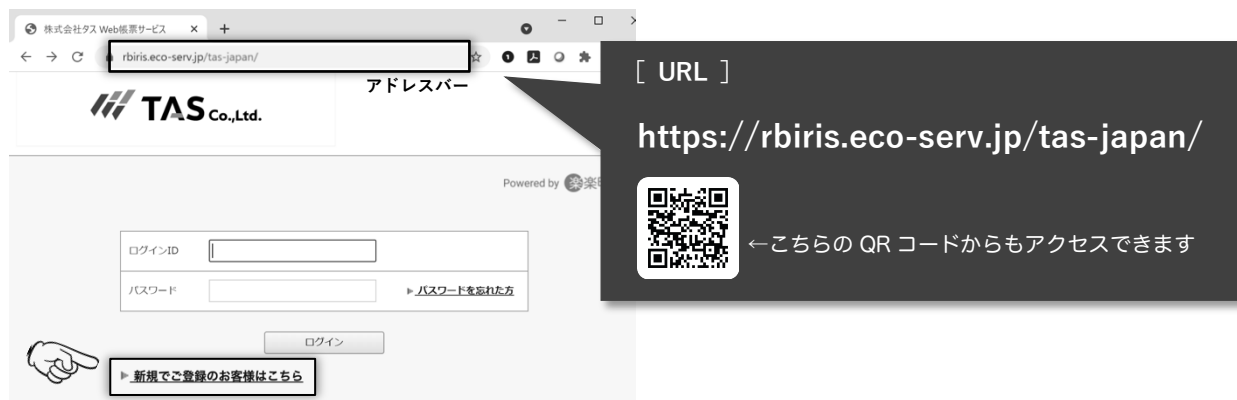 株式会社タス Web帳票サービス
rbiris.eco-serv.jp/tas-japan/
アドレスバー
TAS Co.,Ltd.
Powered by 楽楽
ログインID
パスワード
パスワードを忘れた方
ログイン
新規でご登録のお客様はこちら
[ URL ]
https://rbiris.eco-serv.jp/tas-japan/
←こちらの QR コードからもアクセスできます